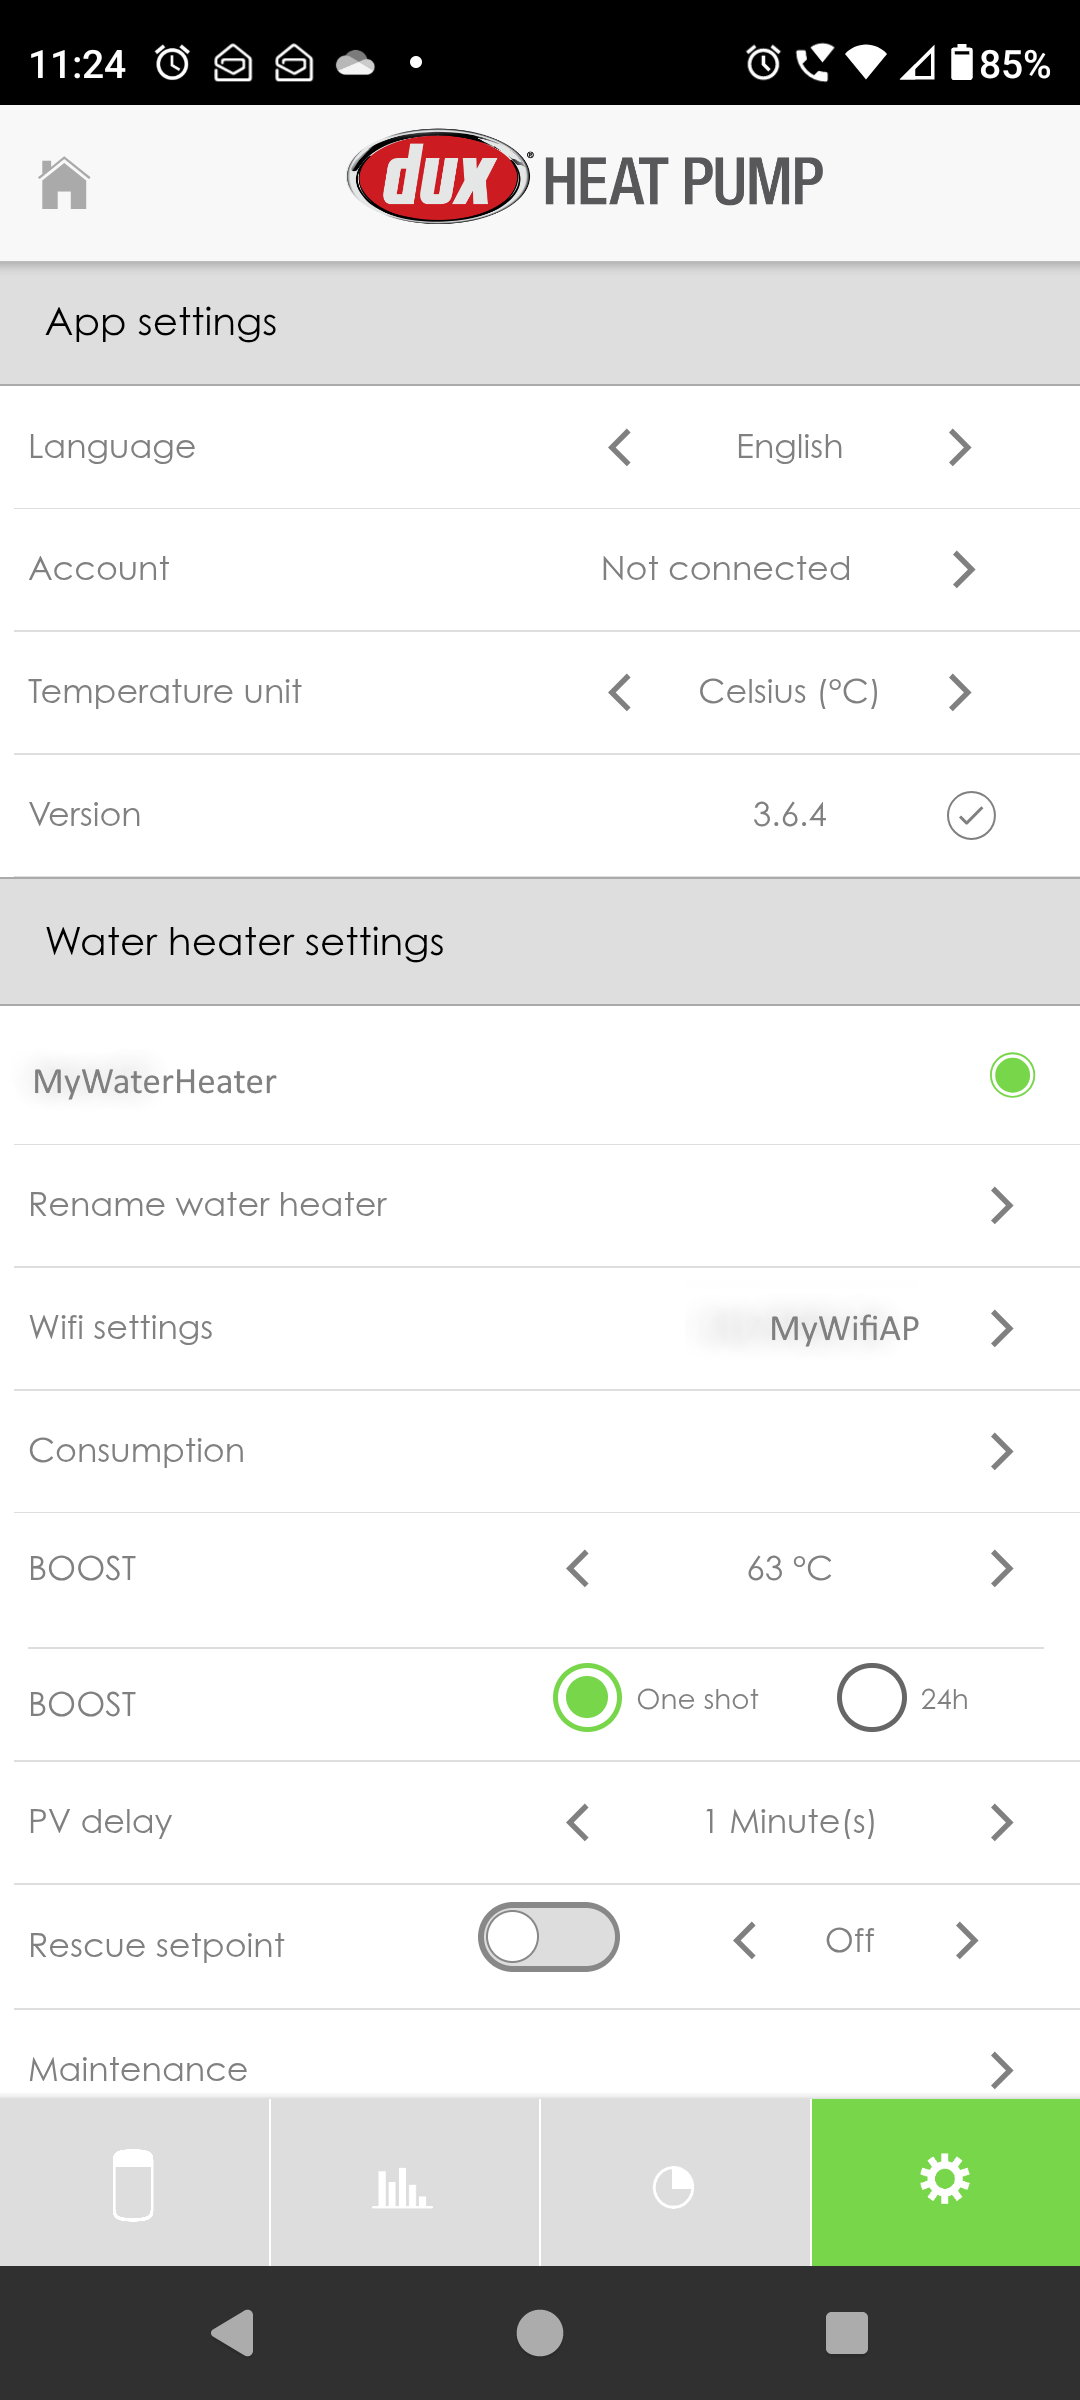 11:24
85%
dux® HEAT PUMP
App settings
Language English
Account Not connected
Temperature unit Celsius (°C)
Version 3.6.4
Water heater settings
MyWaterHeater
Rename water heater
Wifi settings MyWifiAP
Consumption
BOOST 63 °C
BOOST One shot 24h
PV delay 1 Minute(s)
Rescue setpoint Off
Maintenance